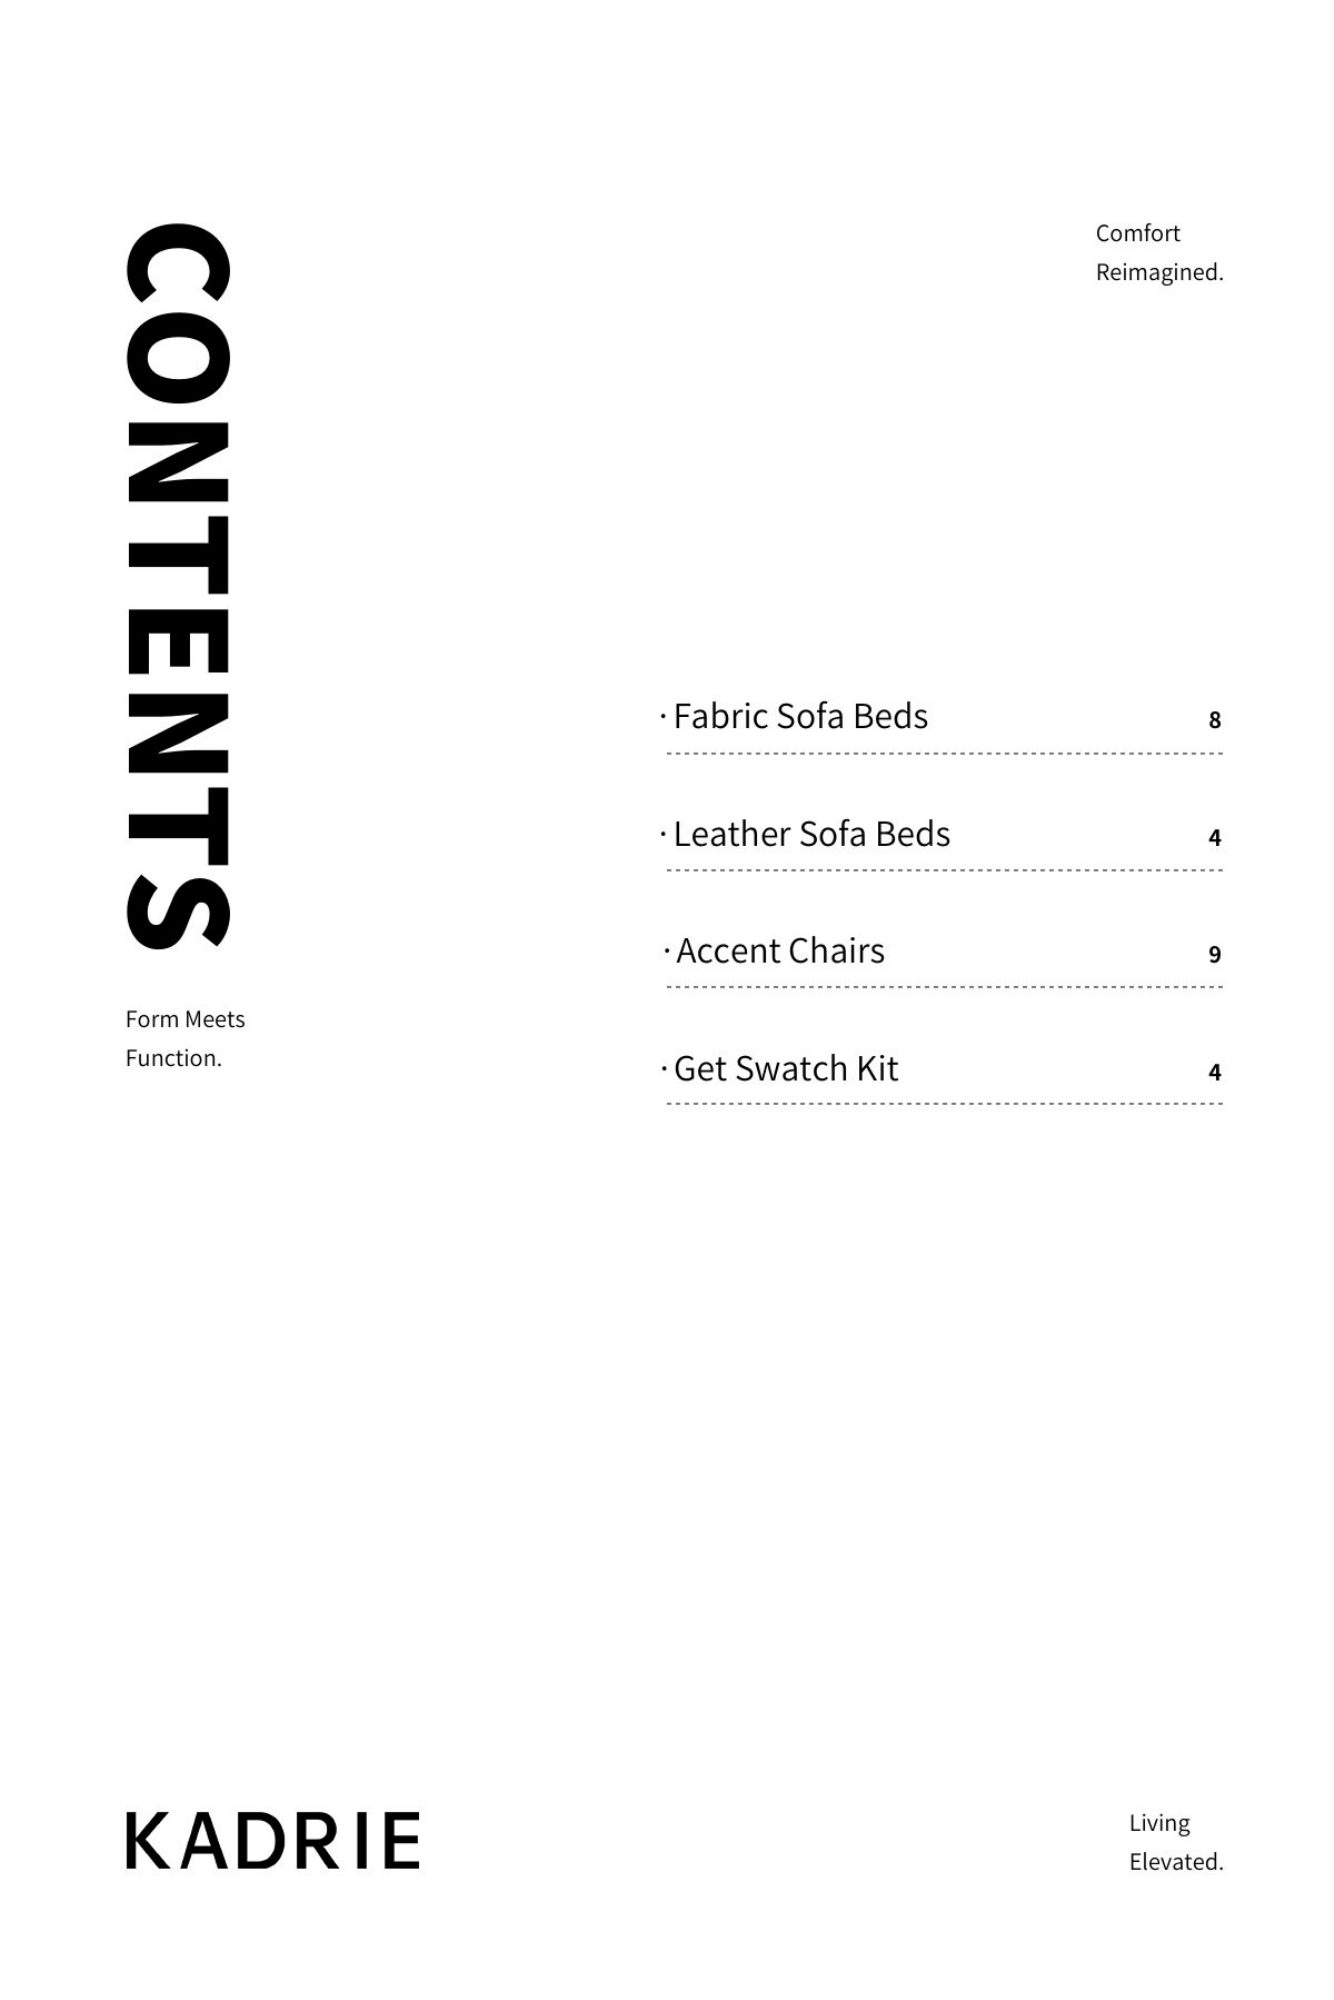 CONTENTS
Comfort
Reimagined.
· Fabric Sofa Beds 8
· Leather Sofa Beds 4
· Accent Chairs 9
· Get Swatch Kit 4
Form Meets
Function.
KADRIE
Living
Elevated.